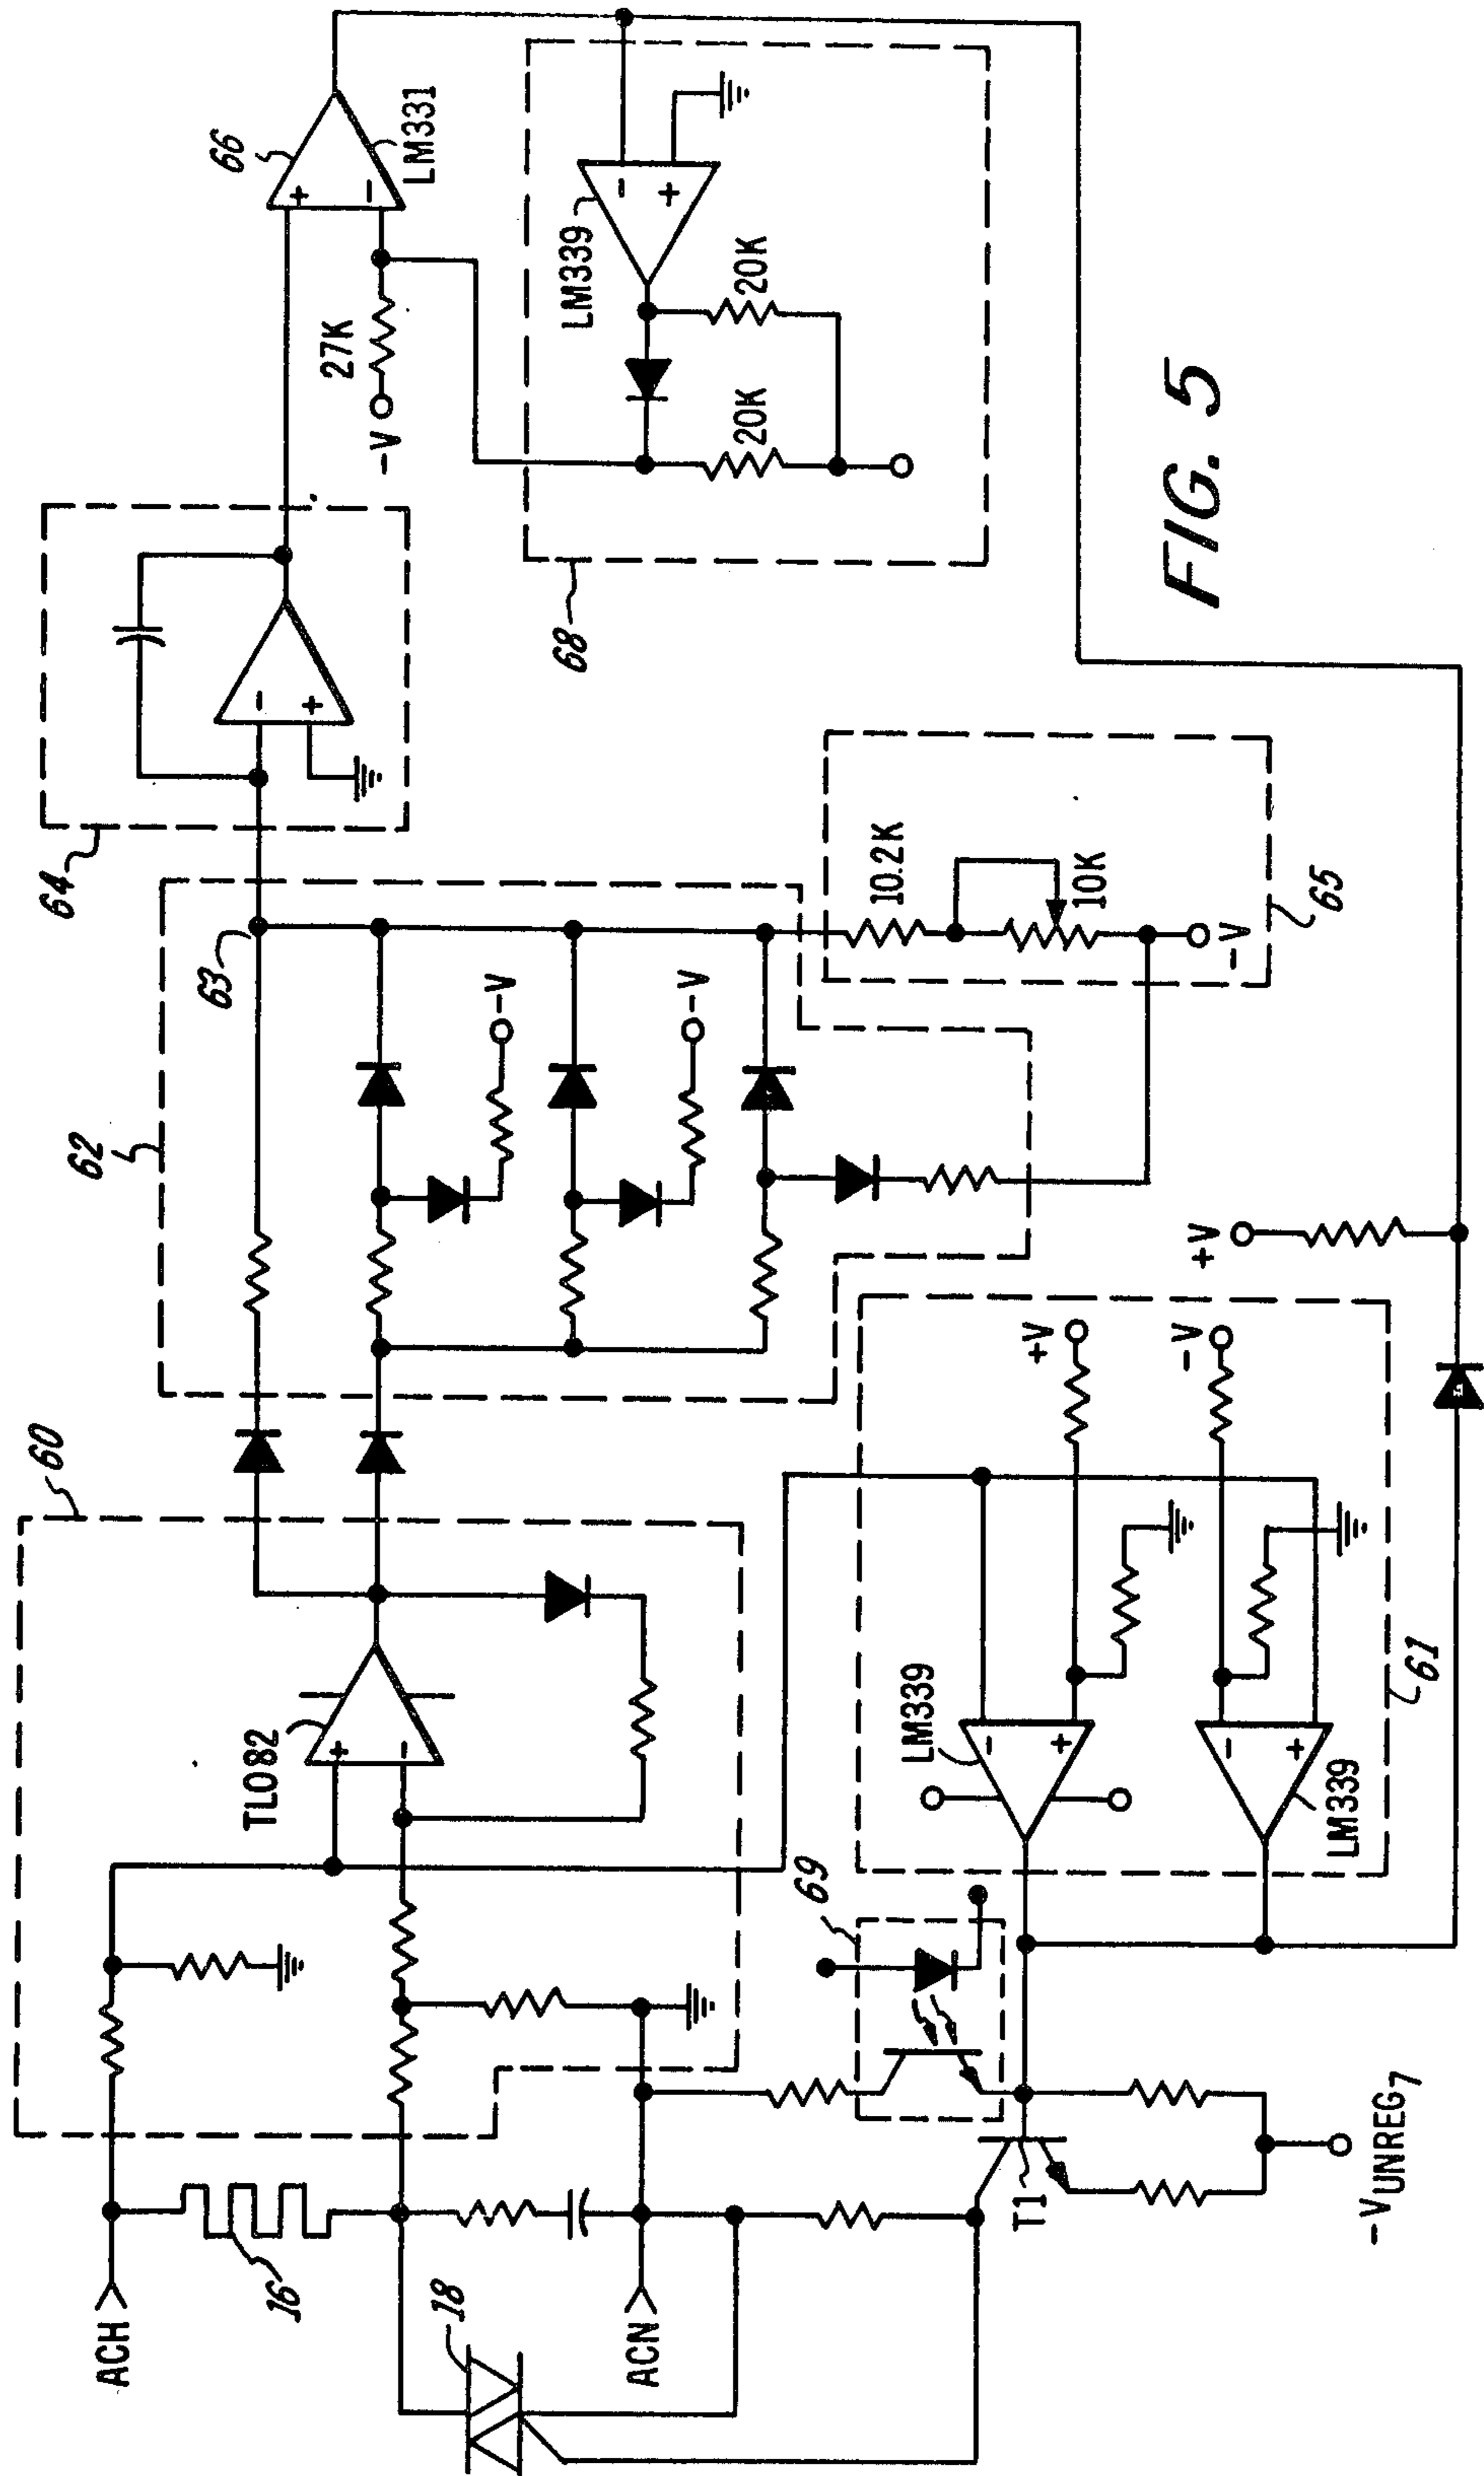 66
LM331
+
-
27K
-V
LM339
-
+
20K
20K
68
FIG. 5
64
-
+
63
62
-V
-V
10.2K
10K
-V
65
60
TL082
+
-
+V
+V
-V
LM339
-
+
LM339
-
+
61
69
ACH
16
18
ACN
T1
-VUNREG7